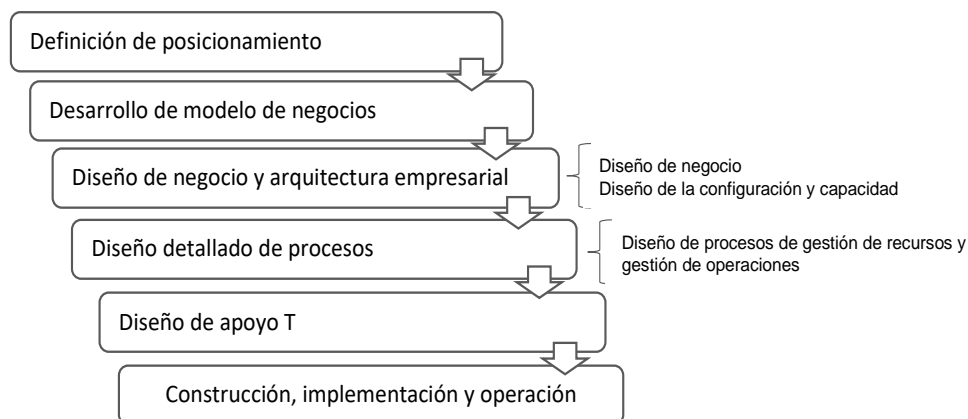 Definición de posicionamiento
Desarrollo de modelo de negocios
Diseño de negocio y arquitectura empresarial
Diseño de negocio
Diseño de la configuración y capacidad
Diseño detallado de procesos
Diseño de procesos de gestión de recursos y
gestión de operaciones
Diseño de apoyo T
Construcción, implementación y operación